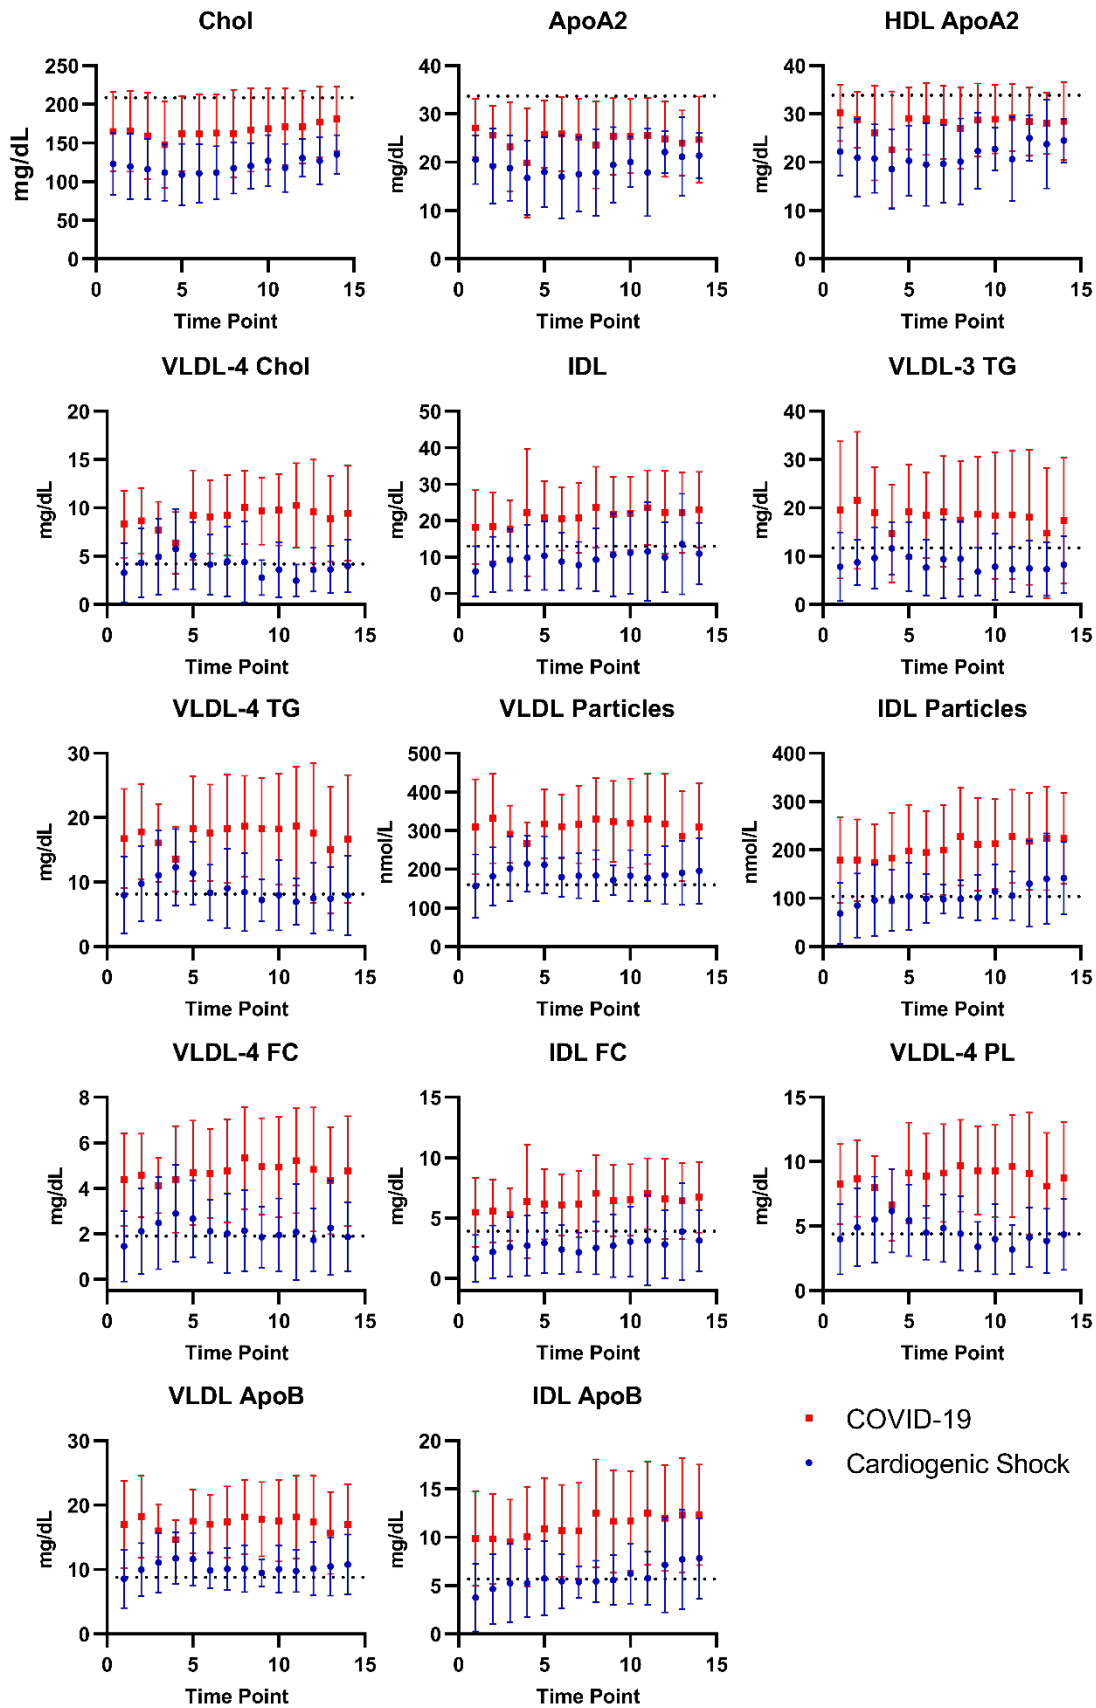 Chol
250
200
150
100
50
0
mg/dL
0 5 10 15
Time Point
ApoA2
40
30
20
10
0
mg/dL
0 5 10 15
Time Point
HDL ApoA2
40
30
20
10
0
mg/dL
0 5 10 15
Time Point
VLDL-4 Chol
20
15
10
5
0
mg/dL
0 5 10 15
Time Point
IDL
50
40
30
20
10
0
mg/dL
0 5 10 15
Time Point
VLDL-3 TG
40
30
20
10
0
mg/dL
0 5 10 15
Time Point
VLDL-4 TG
30
20
10
0
mg/dL
0 5 10 15
Time Point
VLDL Particles
500
400
300
200
100
0
nmol/L
0 5 10 15
Time Point
IDL Particles
400
300
200
100
0
nmol/L
0 5 10 15
Time Point
VLDL-4 FC
8
6
4
2
0
mg/dL
0 5 10 15
Time Point
IDL FC
15
10
5
0
mg/dL
0 5 10 15
Time Point
VLDL-4 PL
15
10
5
0
mg/dL
0 5 10 15
Time Point
VLDL ApoB
30
20
10
0
mg/dL
0 5 10 15
Time Point
IDL ApoB
20
15
10
5
0
mg/dL
0 5 10 15
Time Point
COVID-19
Cardiogenic Shock